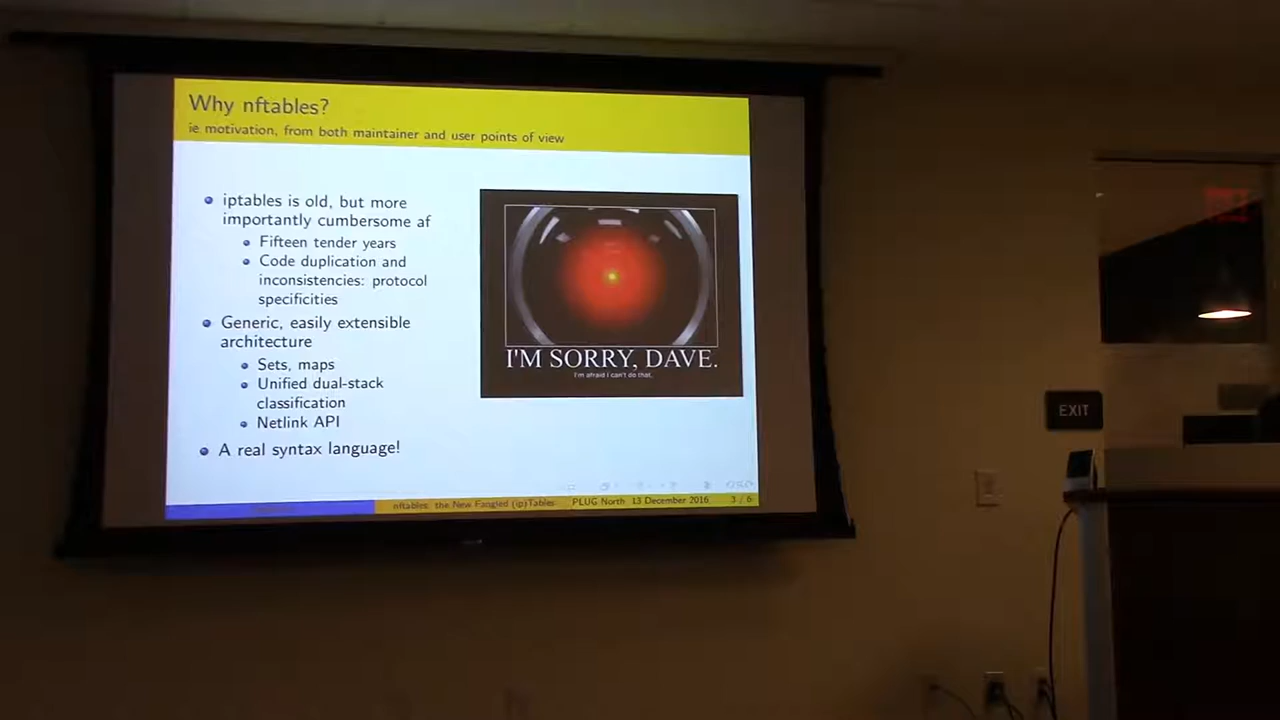 Why nftables?
ie motivation, from both maintainer and user points of view
iptables is old, but more
importantly cumbersome af
Fifteen tender years
Code duplication and
inconsistencies: protocol
specificities
Generic, easily extensible
architecture
Sets, maps
Unified dual-stack
classification
Netlink API
A real syntax language!
I'M SORRY, DAVE.
I'm afraid I can't do that.
nftables: the New Fangled (ip)Tables
PLUG North 13 December 2016
3 / 6
EXIT